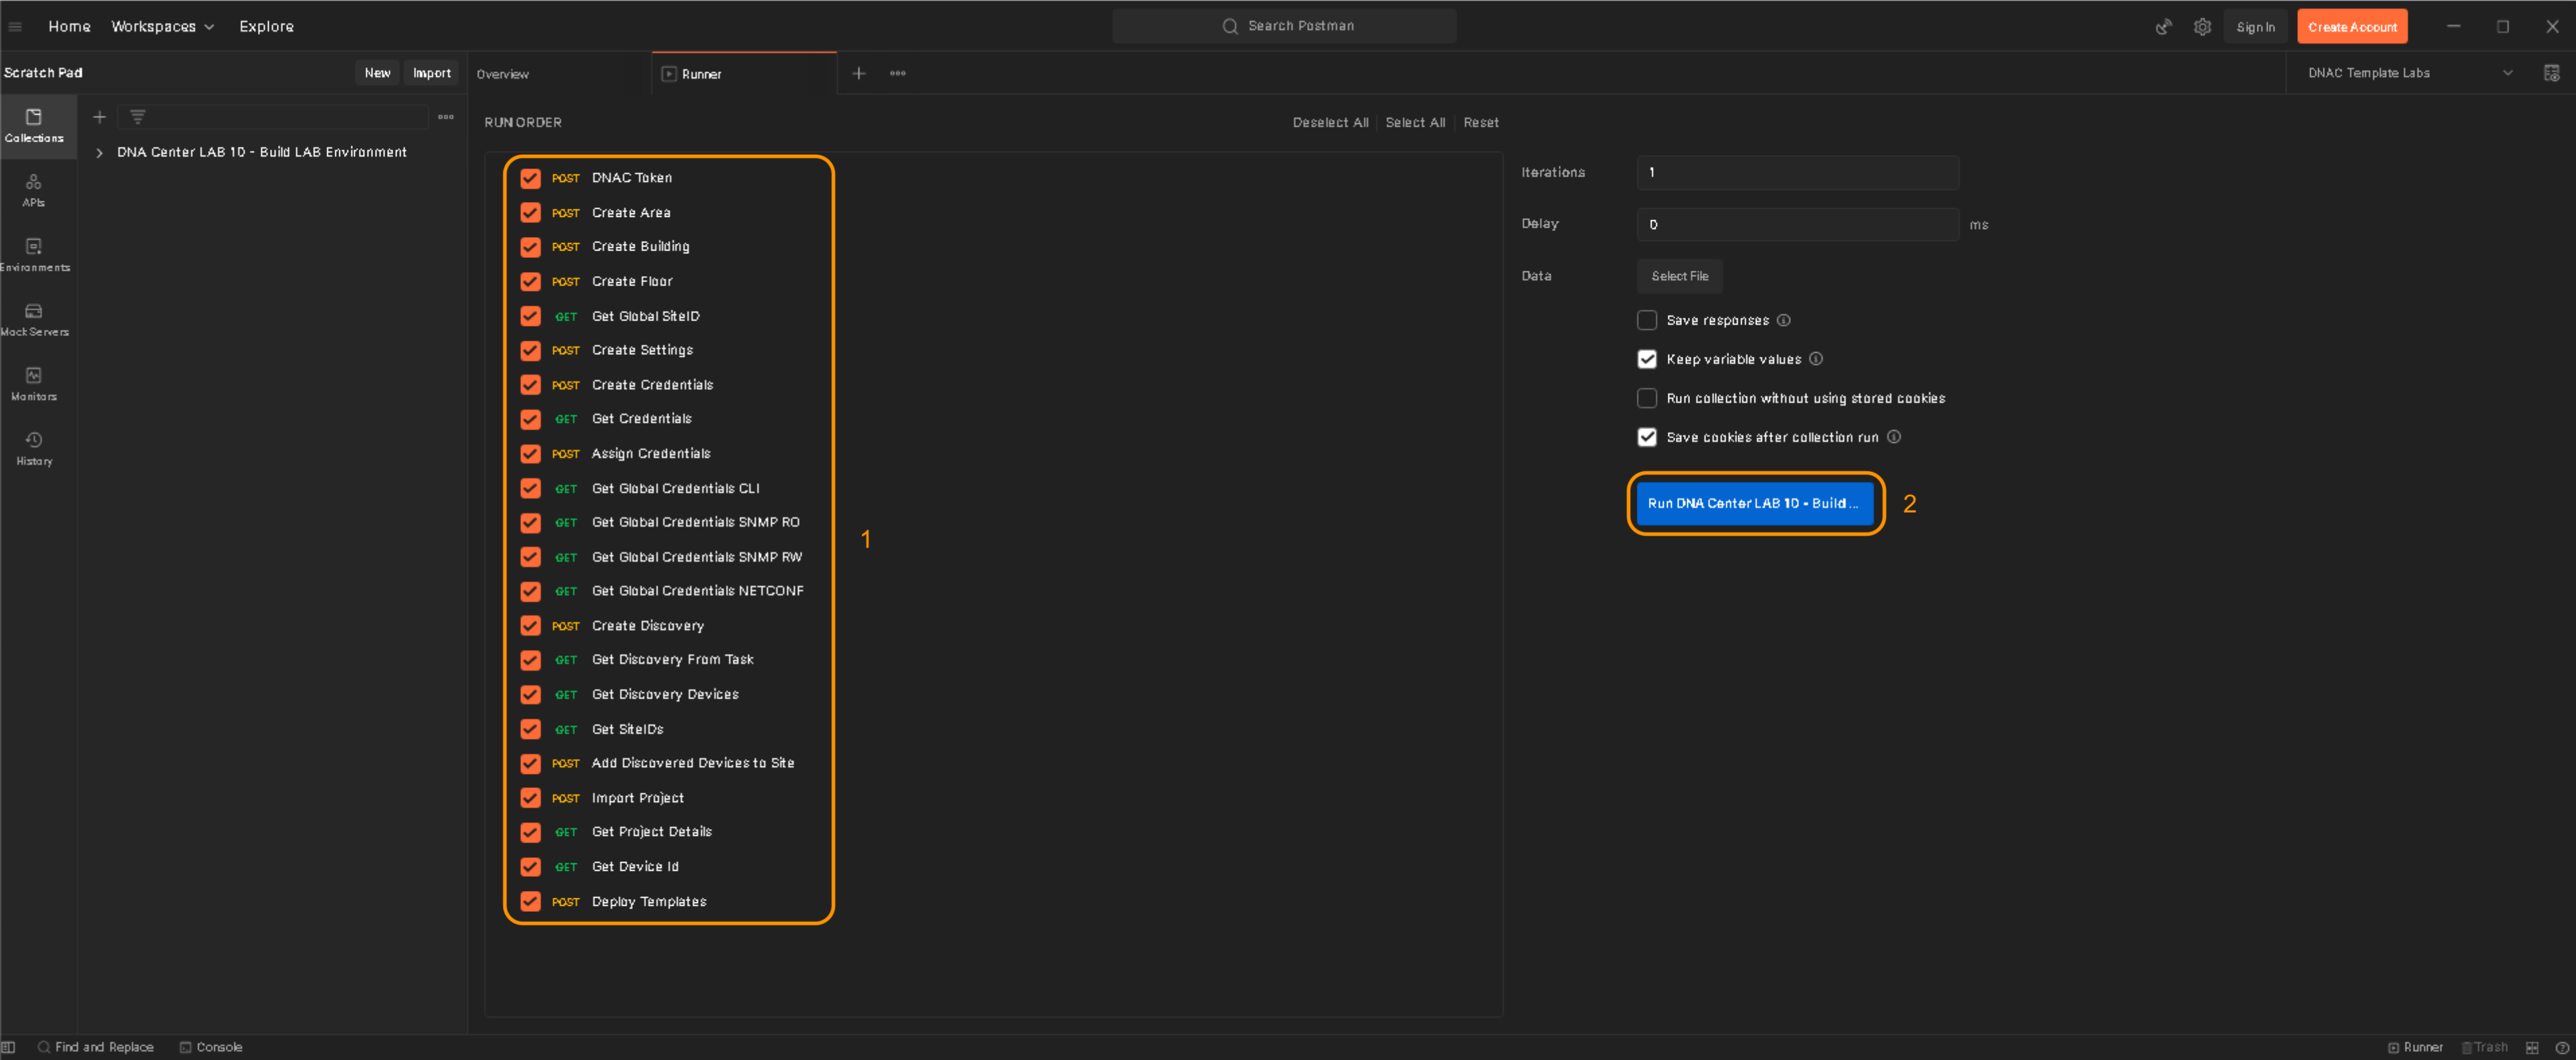 Home Workspaces Explore Search Postman Sign In Create Account
Scratch Pad New Import Overview Runner DNAC Template Labs
Collections
APIs
Environments
Mock Servers
Monitors
History
DNA Center LAB 10 - Build LAB Environment
RUN ORDER Deselect All Select All Reset
POST DNAC Token
POST Create Area
POST Create Building
POST Create Floor
GET Get Global SiteID
POST Create Settings
POST Create Credentials
GET Get Credentials
POST Assign Credentials
GET Get Global Credentials CLI
GET Get Global Credentials SNMP RO
GET Get Global Credentials SNMP RW
GET Get Global Credentials NETCONF
POST Create Discovery
GET Get Discovery From Task
GET Get Discovery Devices
GET Get SiteIDs
POST Add Discovered Devices to Site
POST Import Project
GET Get Project Details
GET Get Device Id
POST Deploy Templates
1
Iterations 1
Delay 0 ms
Data Select File
Save responses
Keep variable values
Run collection without using stored cookies
Save cookies after collection run
Run DNA Center LAB 10 - Build ... 2
Find and Replace Console Runner Trash